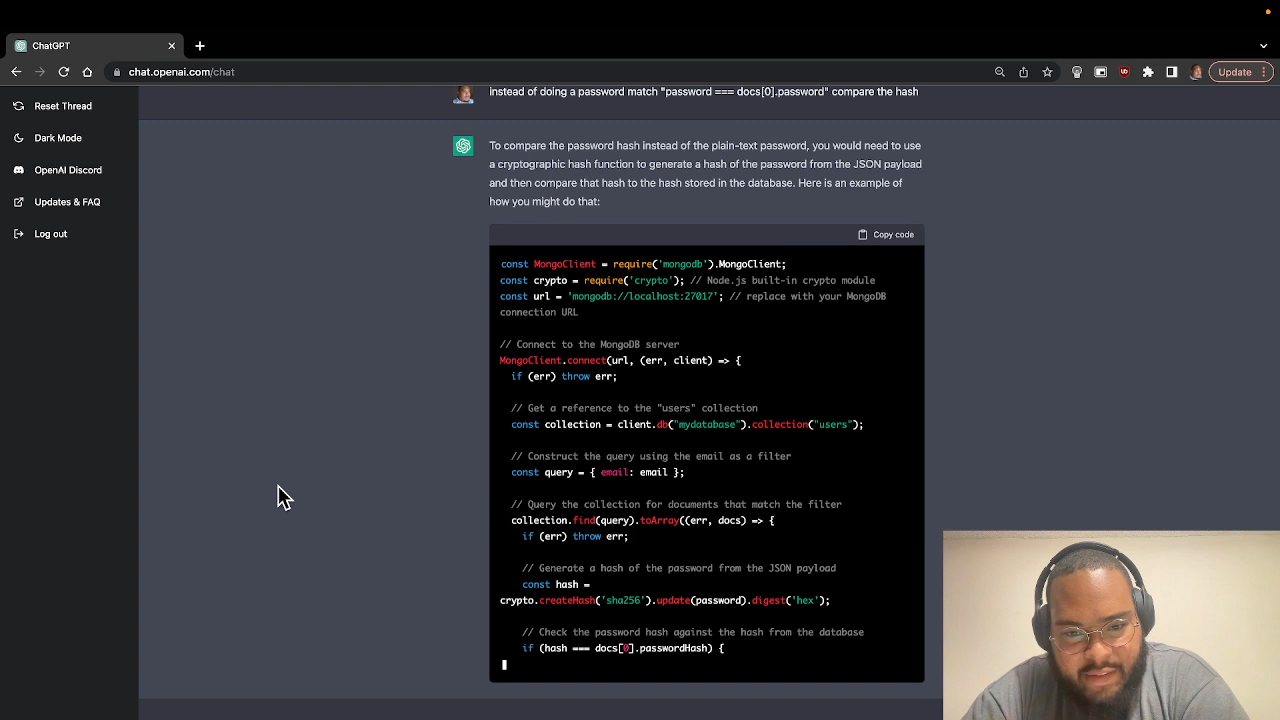 ChatGPT
chat.openai.com/chat
Update
Reset Thread
Dark Mode
OpenAI Discord
Updates & FAQ
Log out
instead of doing a password match "password === docs[0].password" compare the hash
To compare the password hash instead of the plain-text password, you would need to use
a cryptographic hash function to generate a hash of the password from the JSON payload
and then compare that hash to the hash stored in the database. Here is an example of
how you might do that:
Copy code
const MongoClient = require('mongodb').MongoClient;
const crypto = require('crypto'); // Node.js built-in crypto module
const url = 'mongodb://localhost:27017'; // replace with your MongoDB
connection URL
// Connect to the MongoDB server
MongoClient.connect(url, (err, client) => {
if (err) throw err;
// Get a reference to the "users" collection
const collection = client.db("mydatabase").collection("users");
// Construct the query using the email as a filter
const query = { email: email };
// Query the collection for documents that match the filter
collection.find(query).toArray((err, docs) => {
if (err) throw err;
// Generate a hash of the password from the JSON payload
const hash =
crypto.createHash('sha256').update(password).digest('hex');
// Check the password hash against the hash from the database
if (hash === docs[0].passwordHash) {